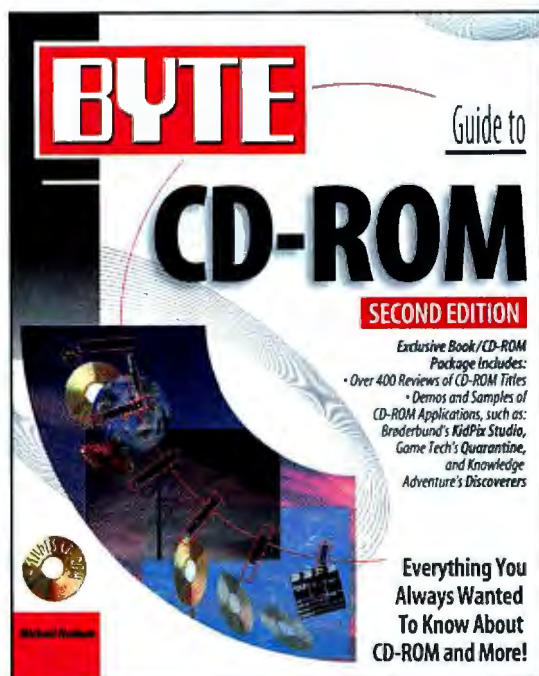 BYTE
Guide to
CD-ROM
SECOND EDITION
Exclusive Book/CD-ROM
Package Includes:
• Over 400 Reviews of CD-ROM Titles
• Demos and Samples of
CD-ROM Applications, such as:
Brøderbund's KidPix Studio,
Game Tech's Quarantine,
and Knowledge
Adventure's Discoverers
Everything You
Always Wanted
To Know About
CD-ROM and More!
Michael